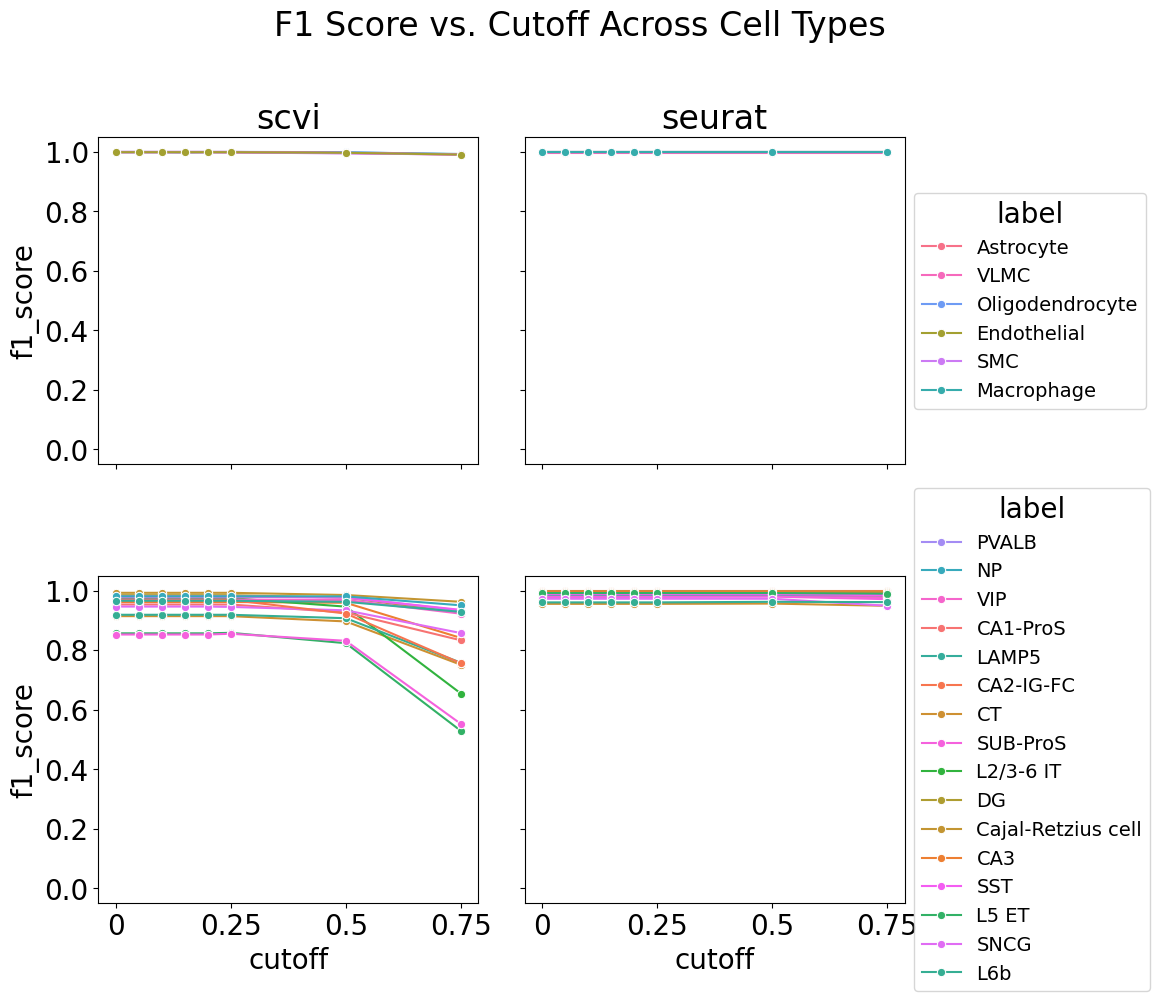 F1 Score vs. Cutoff Across Cell Types
scvi
seurat
1.0
0.8
0.6
0.4
0.2
0.0
f1_score
label
Astrocyte
VLMC
Oligodendrocyte
Endothelial
SMC
Macrophage
1.0
0.8
0.6
0.4
0.2
0.0
f1_score
0
0.25
0.5
0.75
cutoff
0
0.25
0.5
0.75
cutoff
label
PVALB
NP
VIP
CA1-ProS
LAMP5
CA2-IG-FC
CT
SUB-ProS
L2/3-6 IT
DG
Cajal-Retzius cell
CA3
SST
L5 ET
SNCG
L6b